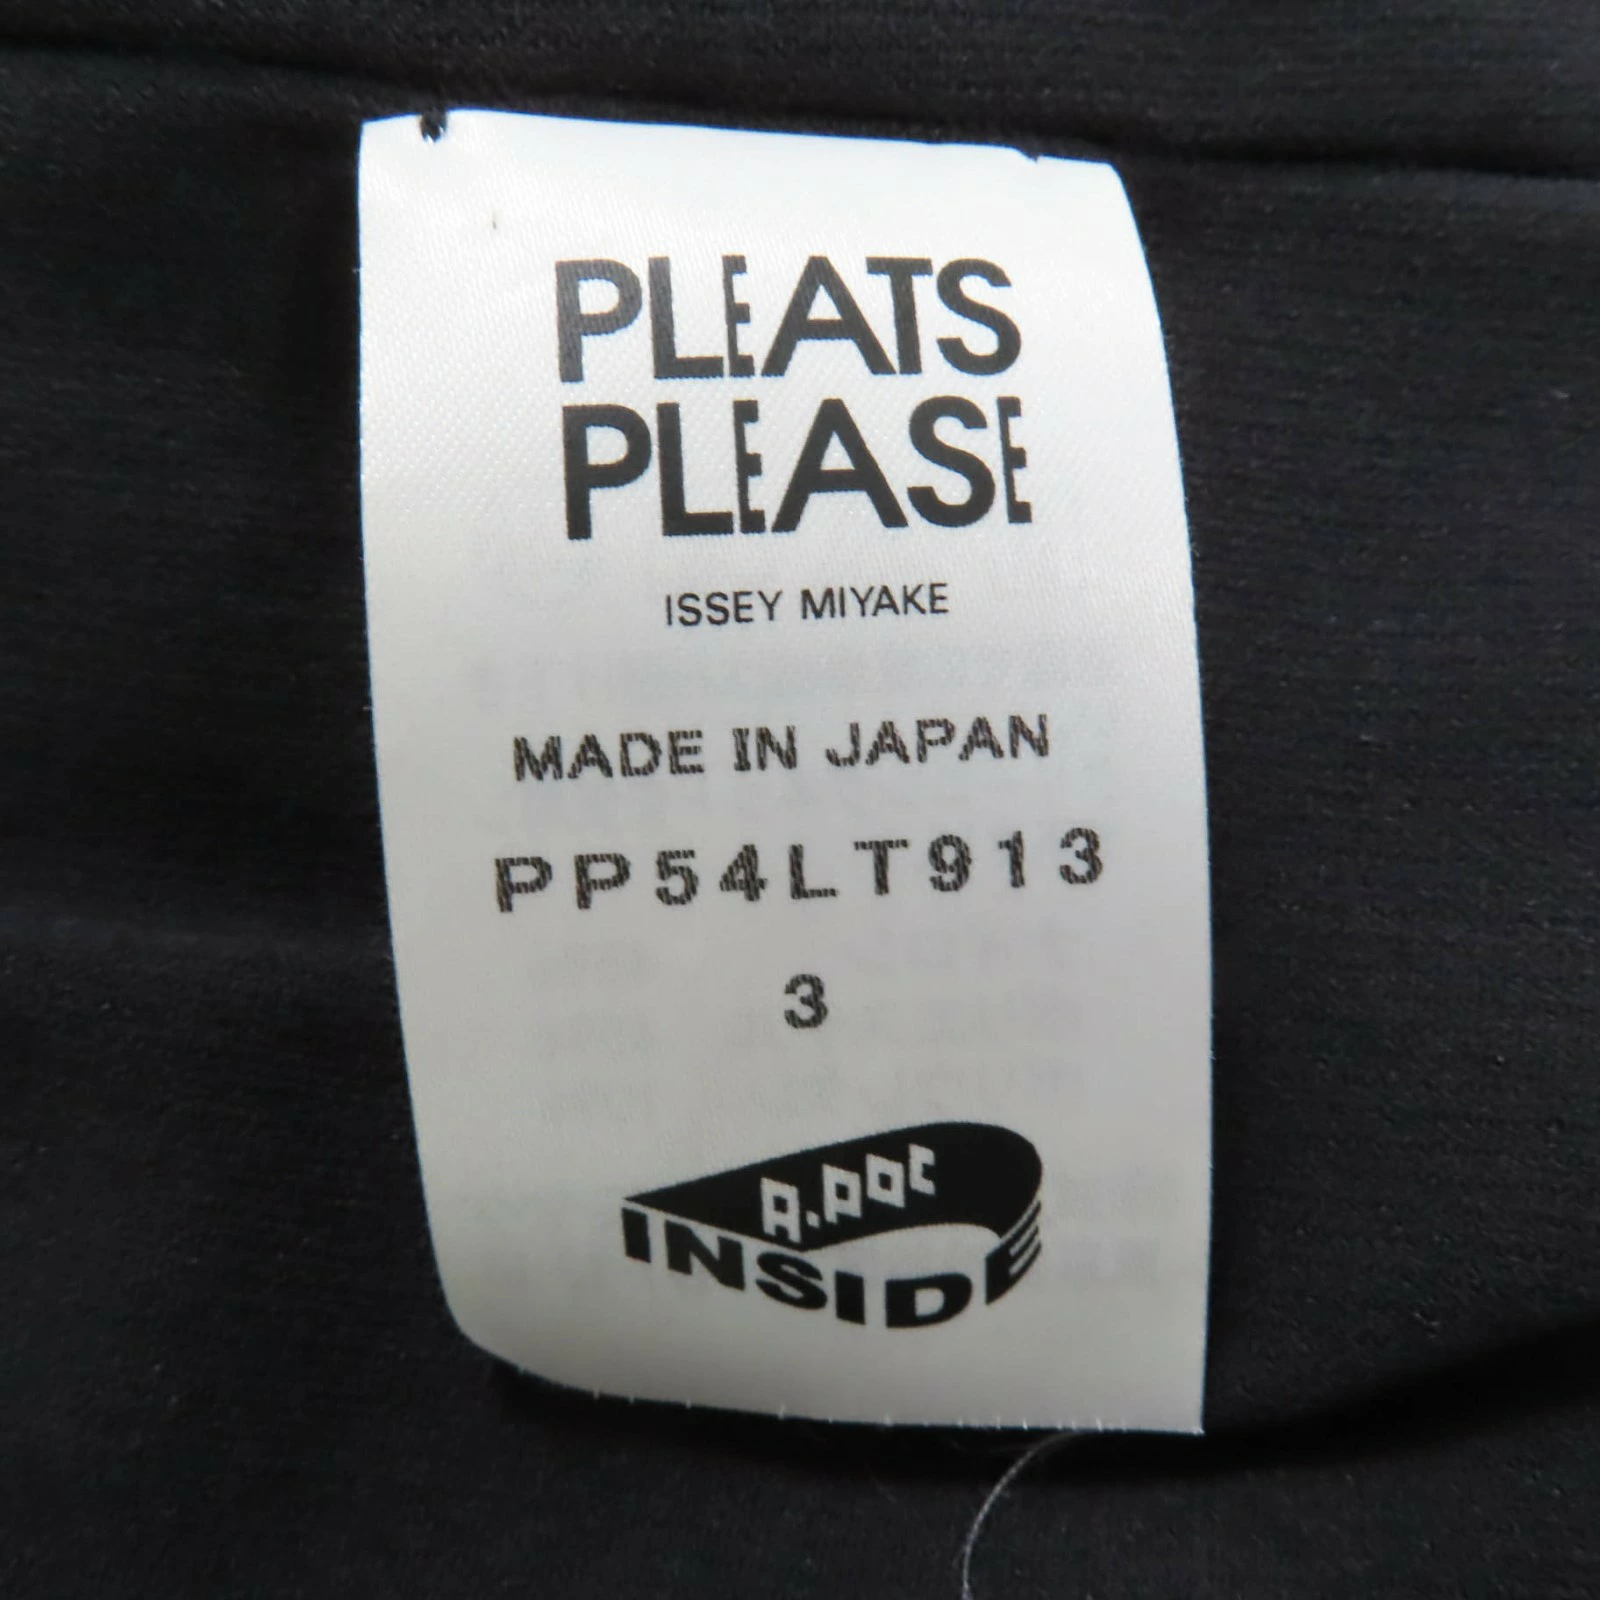 PLEATS
PLEASE
ISSEY MIYAKE
MADE IN JAPAN
PP54LT913
3
A.POC
INSIDE